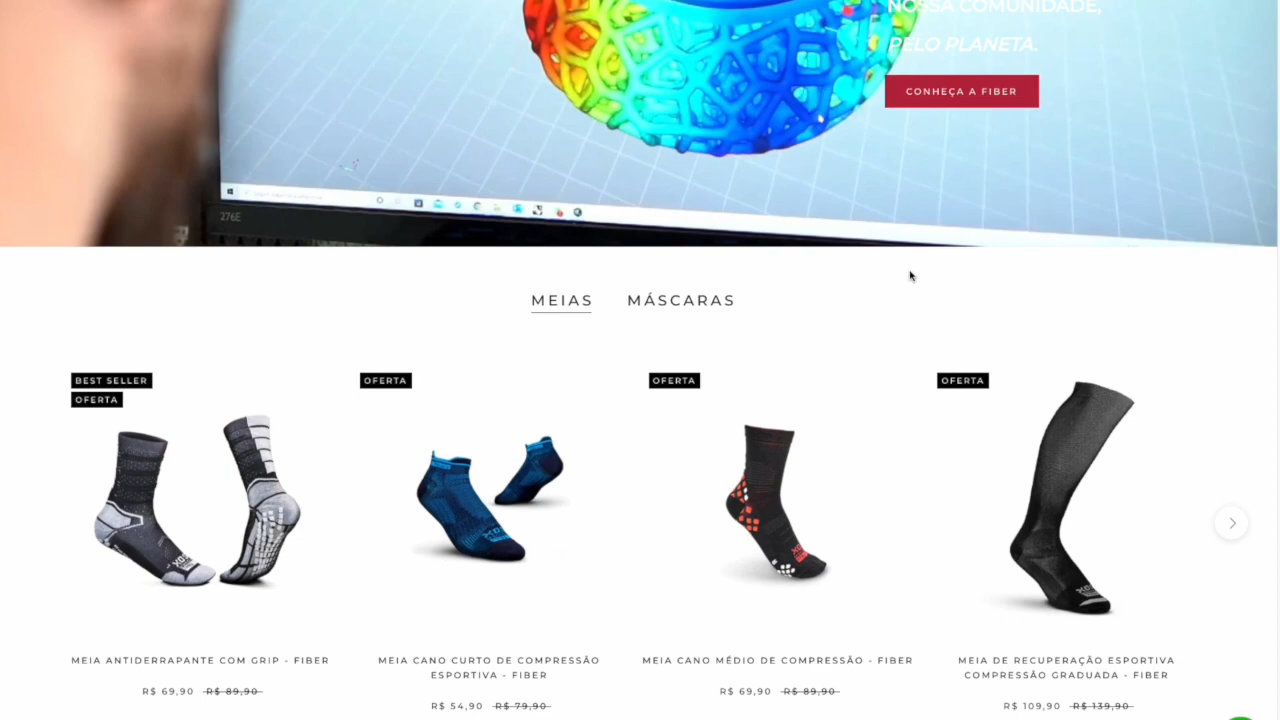 NOSSA COMUNIDADE,
PELO PLANETA.
CONHEÇA A FIBER
276E
MEIAS MÁSCARAS
BEST SELLER
OFERTA
OFERTA
OFERTA
OFERTA
MEIA ANTIDERRAPANTE COM GRIP - FIBER
R$ 69,90 R$ 89,90
MEIA CANO CURTO DE COMPRESSÃO
ESPORTIVA - FIBER
R$ 54,90 R$ 79,90
MEIA CANO MÉDIO DE COMPRESSÃO - FIBER
R$ 69,90 R$ 89,90
MEIA DE RECUPERAÇÃO ESPORTIVA
COMPRESSÃO GRADUADA - FIBER
R$ 109,90 R$ 139,90